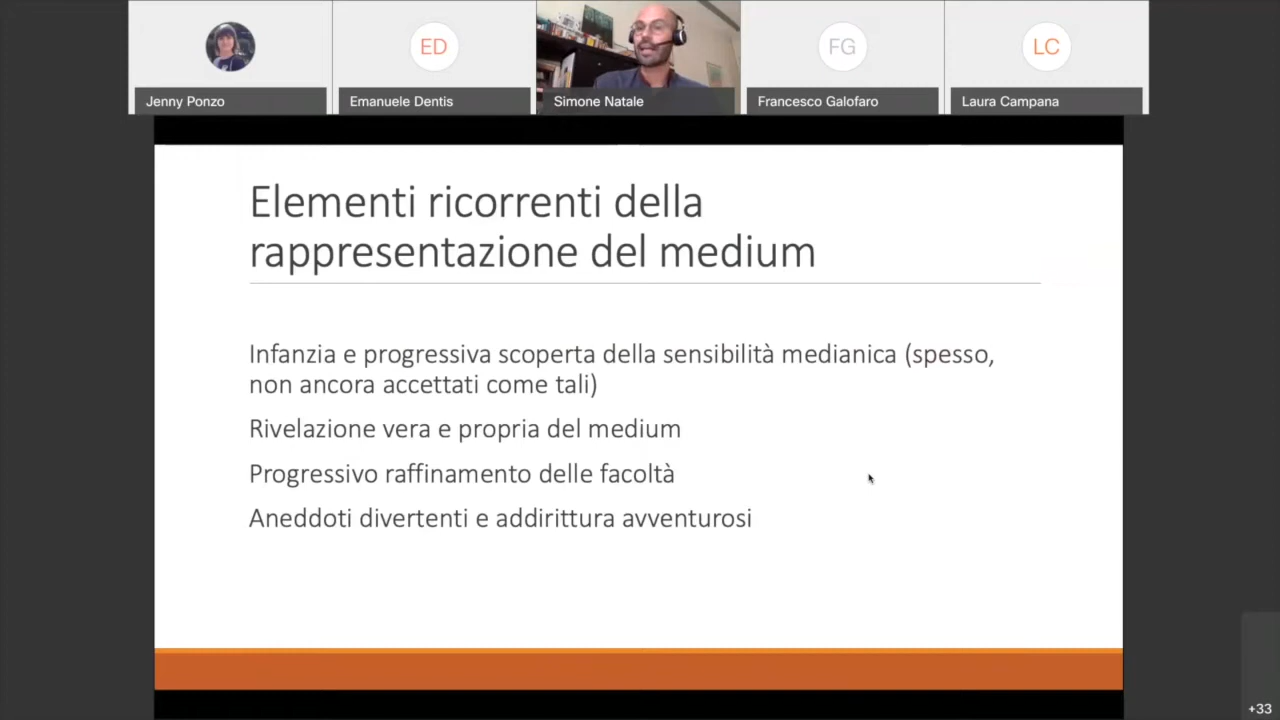 ED
FG
LC
Jenny Ponzo
Emanuele Dentis
Simone Natale
Francesco Galofaro
Laura Campana
Elementi ricorrenti della
rappresentazione del medium
Infanzia e progressiva scoperta della sensibilità medianica (spesso,
non ancora accettati come tali)
Rivelazione vera e propria del medium
Progressivo raffinamento delle facoltà
Aneddoti divertenti e addirittura avventurosi
+33